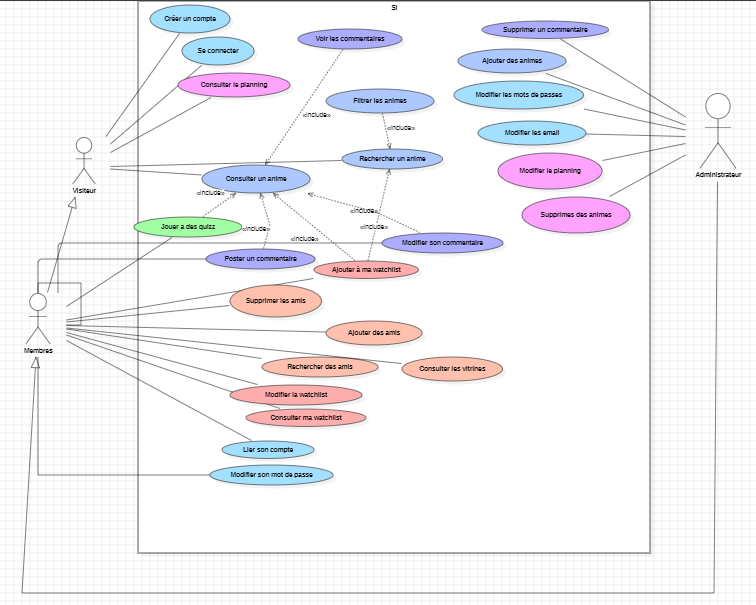 SI
Créer un compte
Se connecter
Consulter le planning
Voir les commentaires
Supprimer un commentaire
Ajouter des animes
Modifier les mots de passes
Modifier les email
Modifier le planning
Supprimes des animes
Filtrer les animes
«include»
«include»
Rechercher un anime
Consulter un anime
Visiteur
Administrateur
«include»
«include»
«include»
«include»
«include»
Jouer a des quizz
Modifier son commentaire
Poster un commentaire
Ajouter à ma watchlist
Supprimer les amis
Ajouter des amis
Membres
Rechercher des amis
Consulter les vitrines
Modifier la watchlist
Consulter ma watchlist
Lier son compte
Modifier son mot de passe